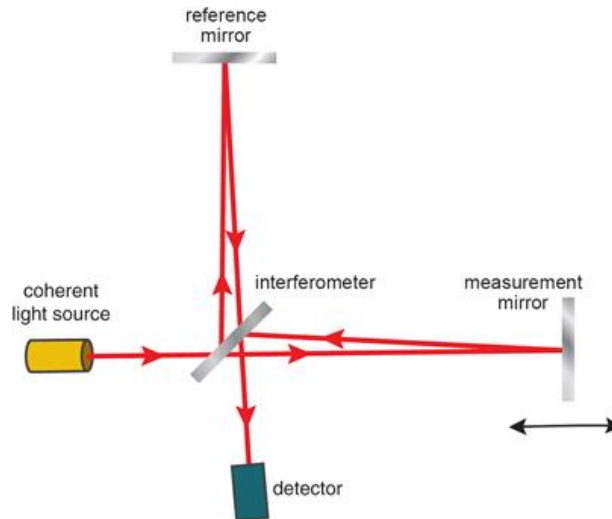 reference
mirror
interferometer
measurement
mirror
coherent
light source
detector